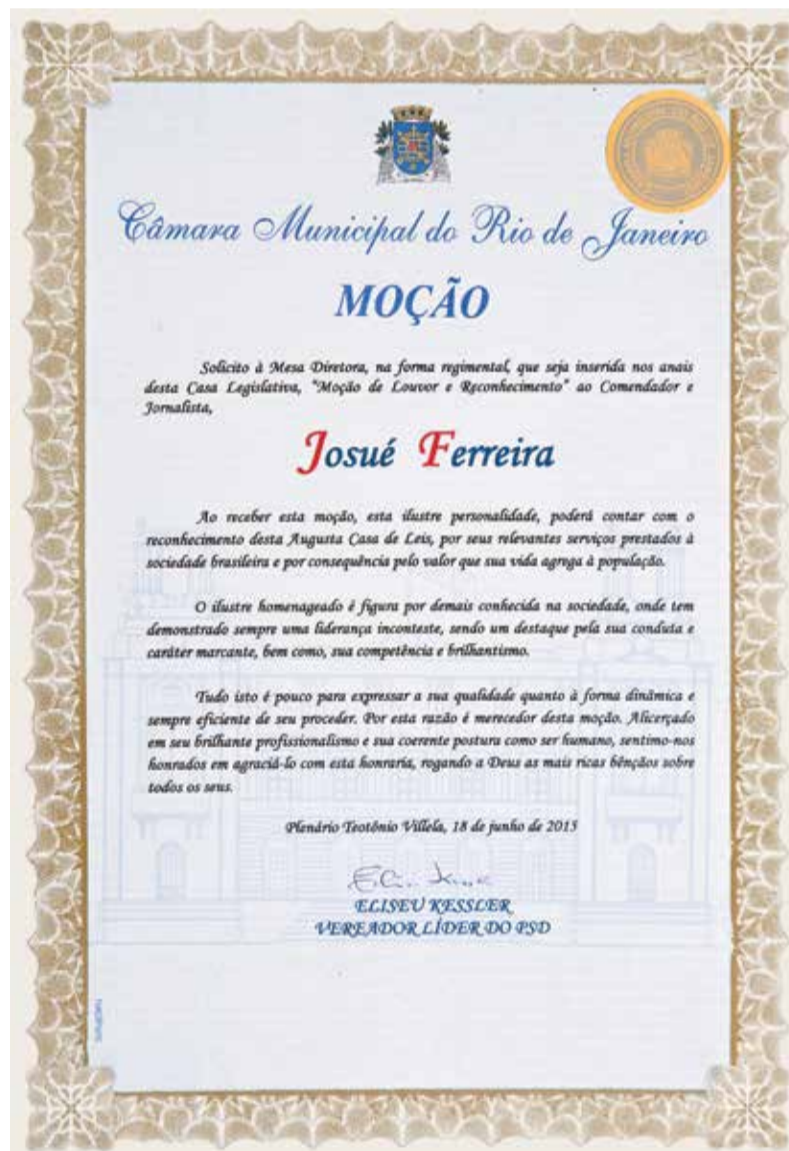 Câmara Municipal do Rio de Janeiro
MOÇÃO
Solicito à Mesa Diretora, na forma regimental, que seja inserida nos anais
desta Casa Legislativa, "Moção de Louvor e Reconhecimento" ao Comendador e
Jornalista,
Josué Ferreira
Ao receber esta moção, esta ilustre personalidade, poderá contar com o
reconhecimento desta Augusta Casa de Leis, por seus relevantes serviços prestados à
sociedade brasileira e por consequência pelo valor que sua vida agrega à população.
O ilustre homenageado é figura por demais conhecida na sociedade, onde tem
demonstrado sempre uma liderança inconteste, sendo um destaque pela sua conduta e
caráter marcante, bem como, sua competência e brilhantismo.
Tudo isto é pouco para expressar a sua qualidade quanto à forma dinâmica e
sempre eficiente de seu proceder. Por esta razão é merecedor desta moção. Alicerçado
em seu brilhante profissionalismo e sua coerente postura como ser humano, sentimo-nos
honrados em agraciá-lo com esta honraria, rogando a Deus as mais ricas bênçãos sobre
todos os seus.
Plenário Teotônio Villela, 18 de junho de 2015
ELISEU KESSLER
VEREADOR LÍDER DO PSD